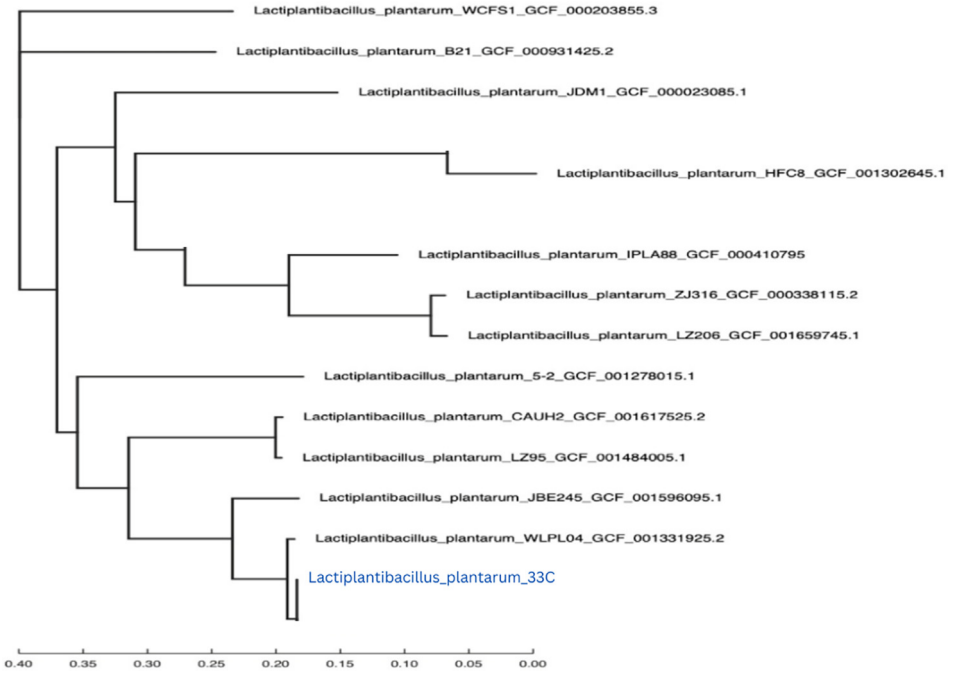 Lactiplantibacillus_plantarum_WCFS1_GCF_000203855.3
Lactiplantibacillus_plantarum_B21_GCF_000931425.2
Lactiplantibacillus_plantarum_JDM1_GCF_000023085.1
Lactiplantibacillus_plantarum_HFC8_GCF_001302645.1
Lactiplantibacillus_plantarum_IPLA88_GCF_000410795
Lactiplantibacillus_plantarum_ZJ316_GCF_000338115.2
Lactiplantibacillus_plantarum_LZ206_GCF_001659745.1
Lactiplantibacillus_plantarum_5-2_GCF_001278015.1
Lactiplantibacillus_plantarum_CAUH2_GCF_001617525.2
Lactiplantibacillus_plantarum_LZ95_GCF_001484005.1
Lactiplantibacillus_plantarum_JBE245_GCF_001596095.1
Lactiplantibacillus_plantarum_WLPL04_GCF_001331925.2
Lactiplantibacillus_plantarum_33C
0.40 0.35 0.30 0.25 0.20 0.15 0.10 0.05 0.00